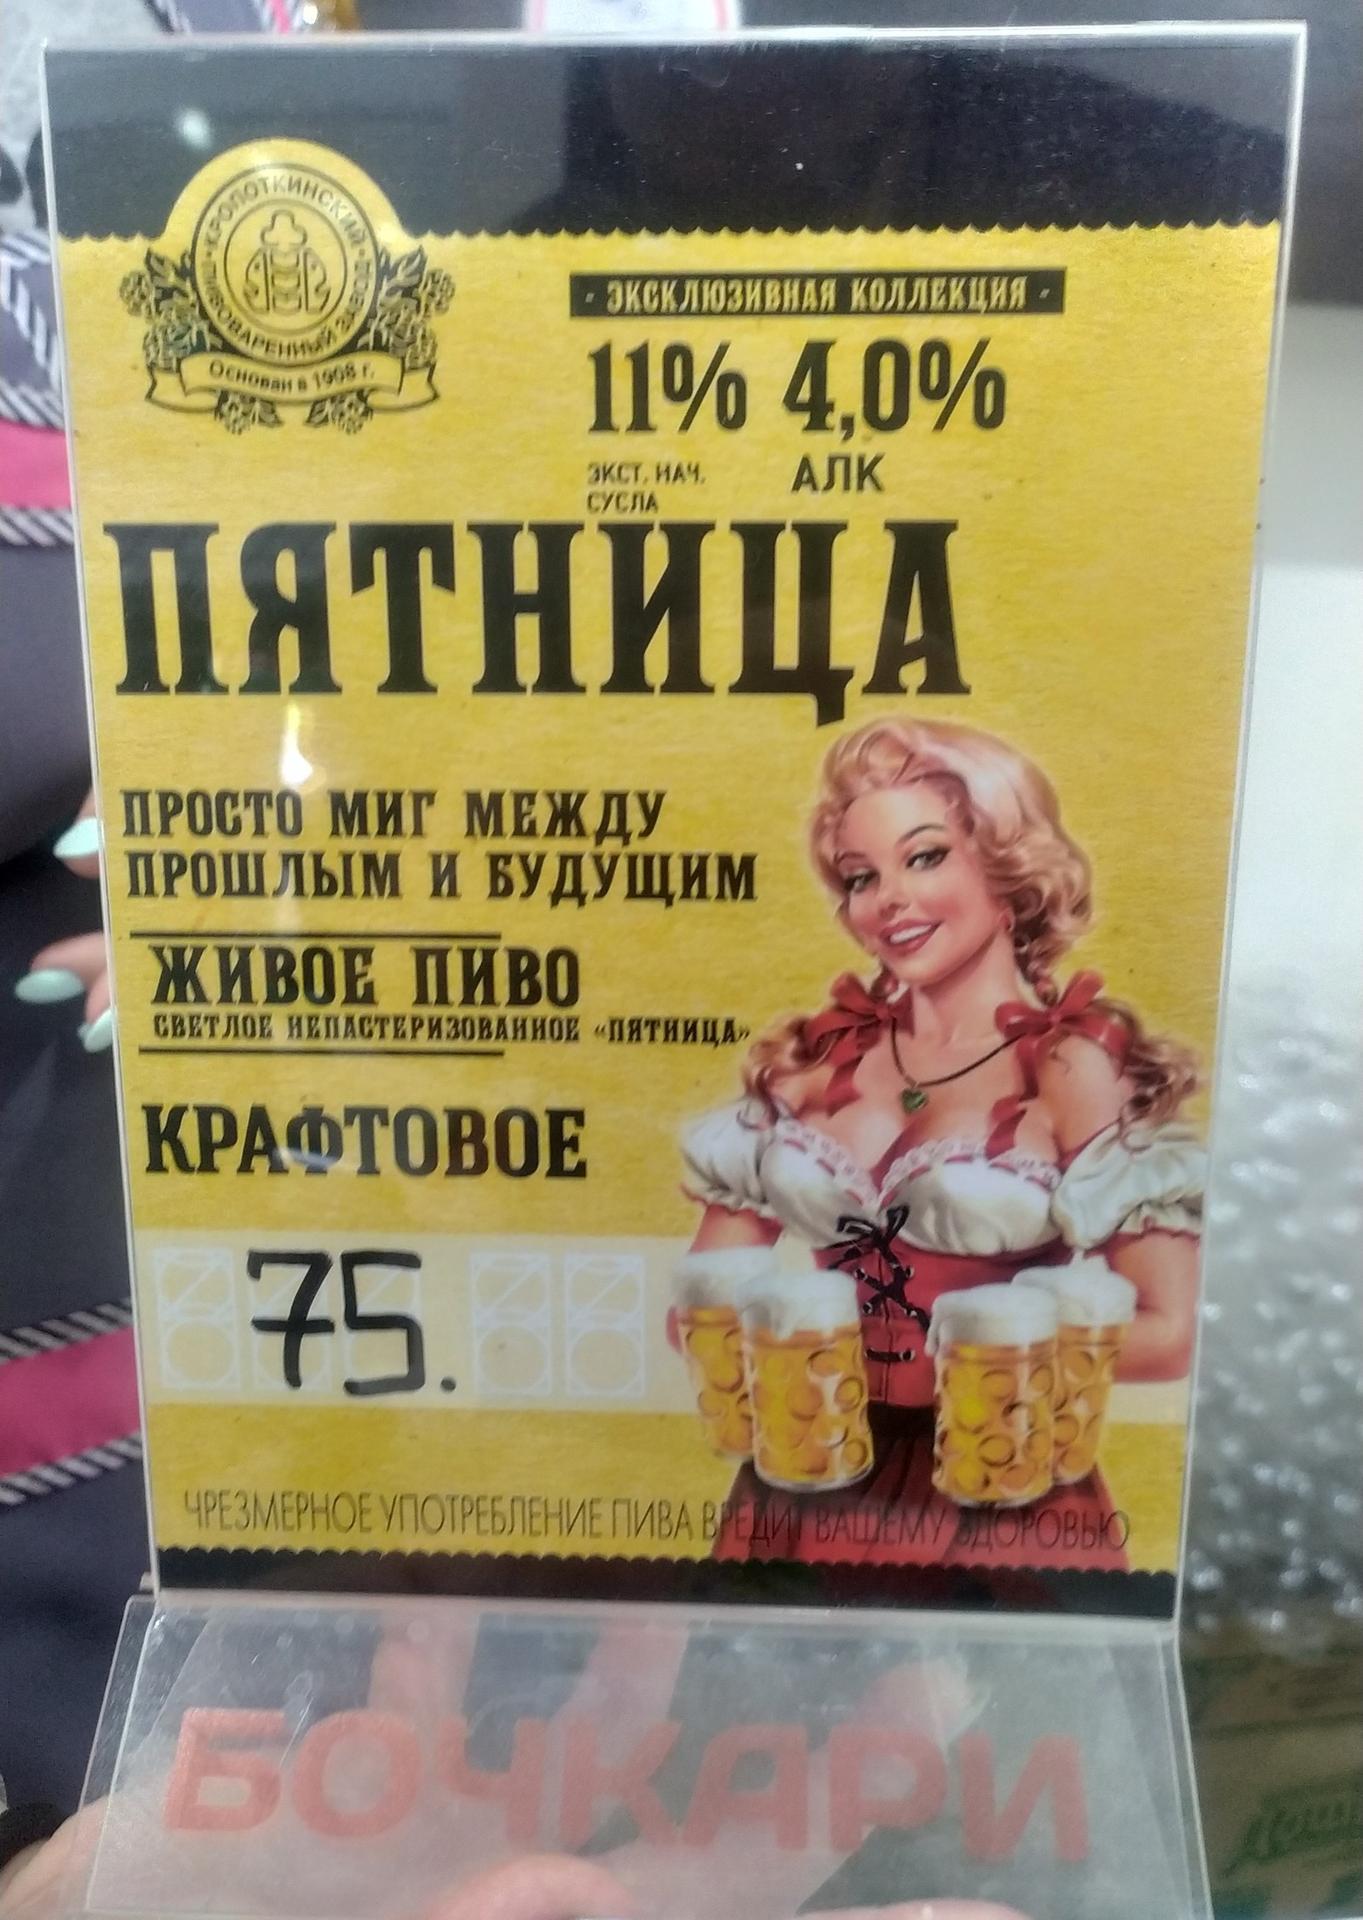 КРОПОТКИНСКИЙ
ПИВОВАРЕННЫЙ ЗАВОД
Основан в 1908 г.
- ЭКСКЛЮЗИВНАЯ КОЛЛЕКЦИЯ -
11% 4,0%
ЭКСТ. НАЧ. АЛК
СУСЛА
ПЯТНИЦА
ПРОСТО МИГ МЕЖДУ
ПРОШЛЫМ И БУДУЩИМ
ЖИВОЕ ПИВО
СВЕТЛОЕ НЕПАСТЕРИЗОВАННОЕ «ПЯТНИЦА»
КРАФТОВОЕ
75.
ЧРЕЗМЕРНОЕ УПОТРЕБЛЕНИЕ ПИВА ВРЕДИТ ВАШЕМУ ЗДОРОВЬЮ
БОЧКАРИ